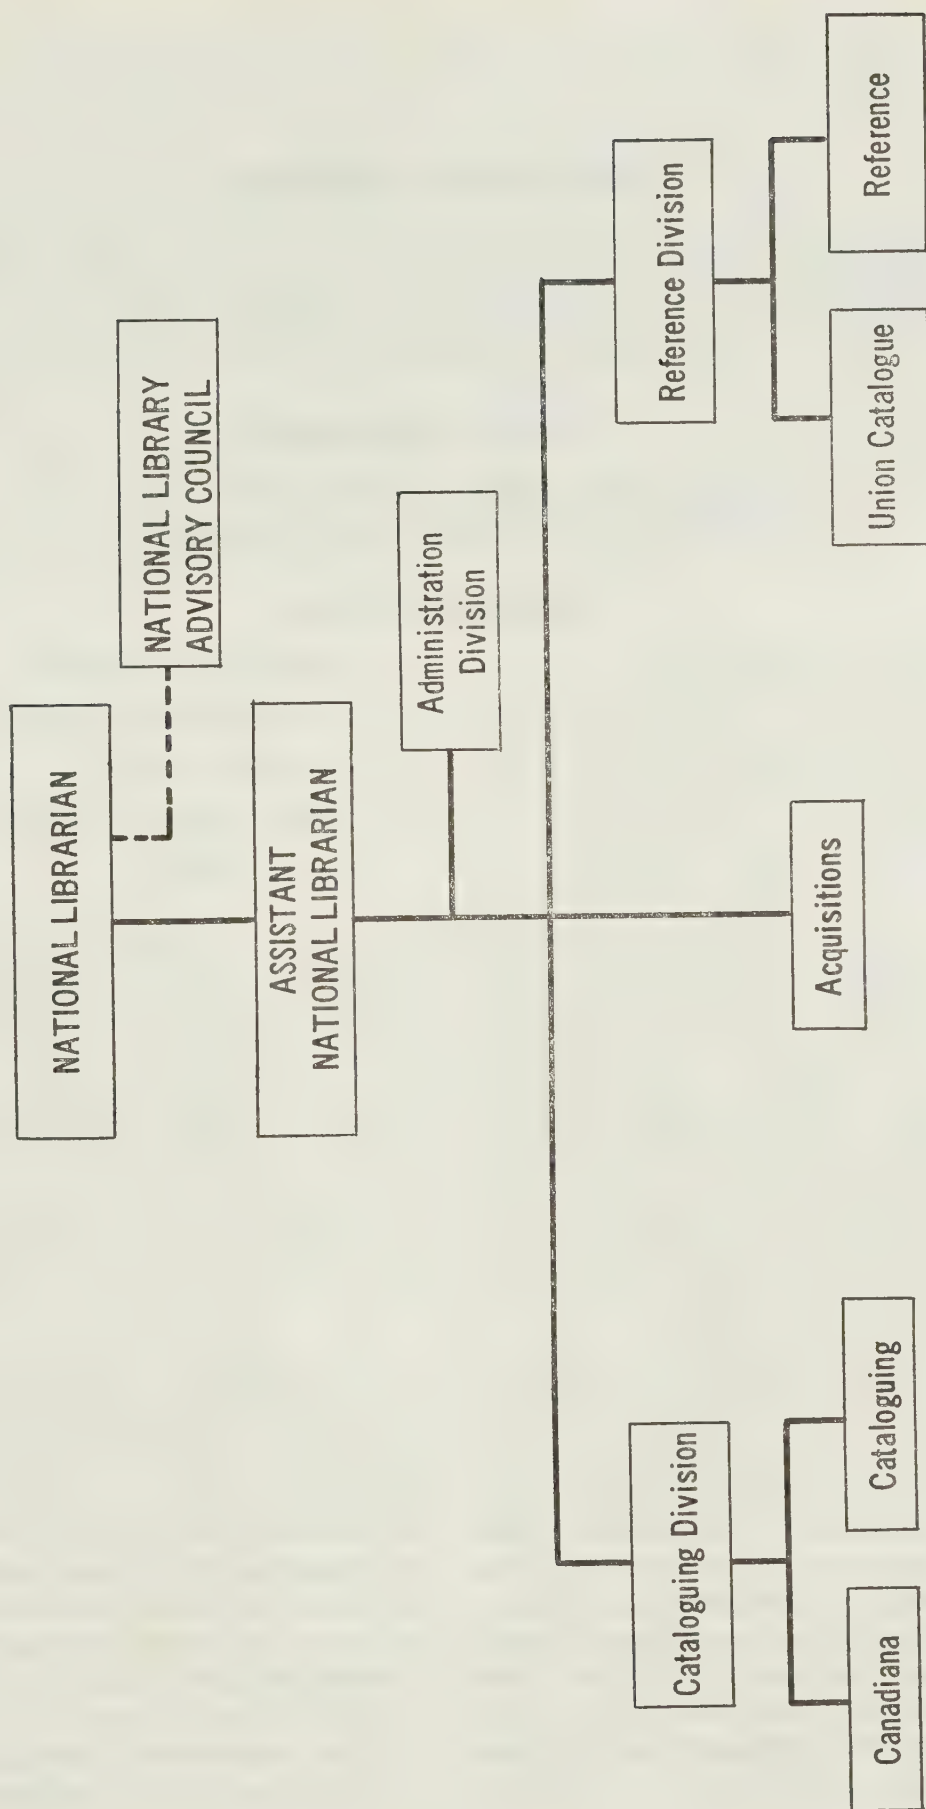 NATIONAL LIBRARIAN
NATIONAL LIBRARY
ADVISORY COUNCIL
ASSISTANT
NATIONAL LIBRARIAN
Administration
Division
Cataloguing Division
Reference Division
Canadiana
Cataloguing
Acquisitions
Union Catalogue
Reference